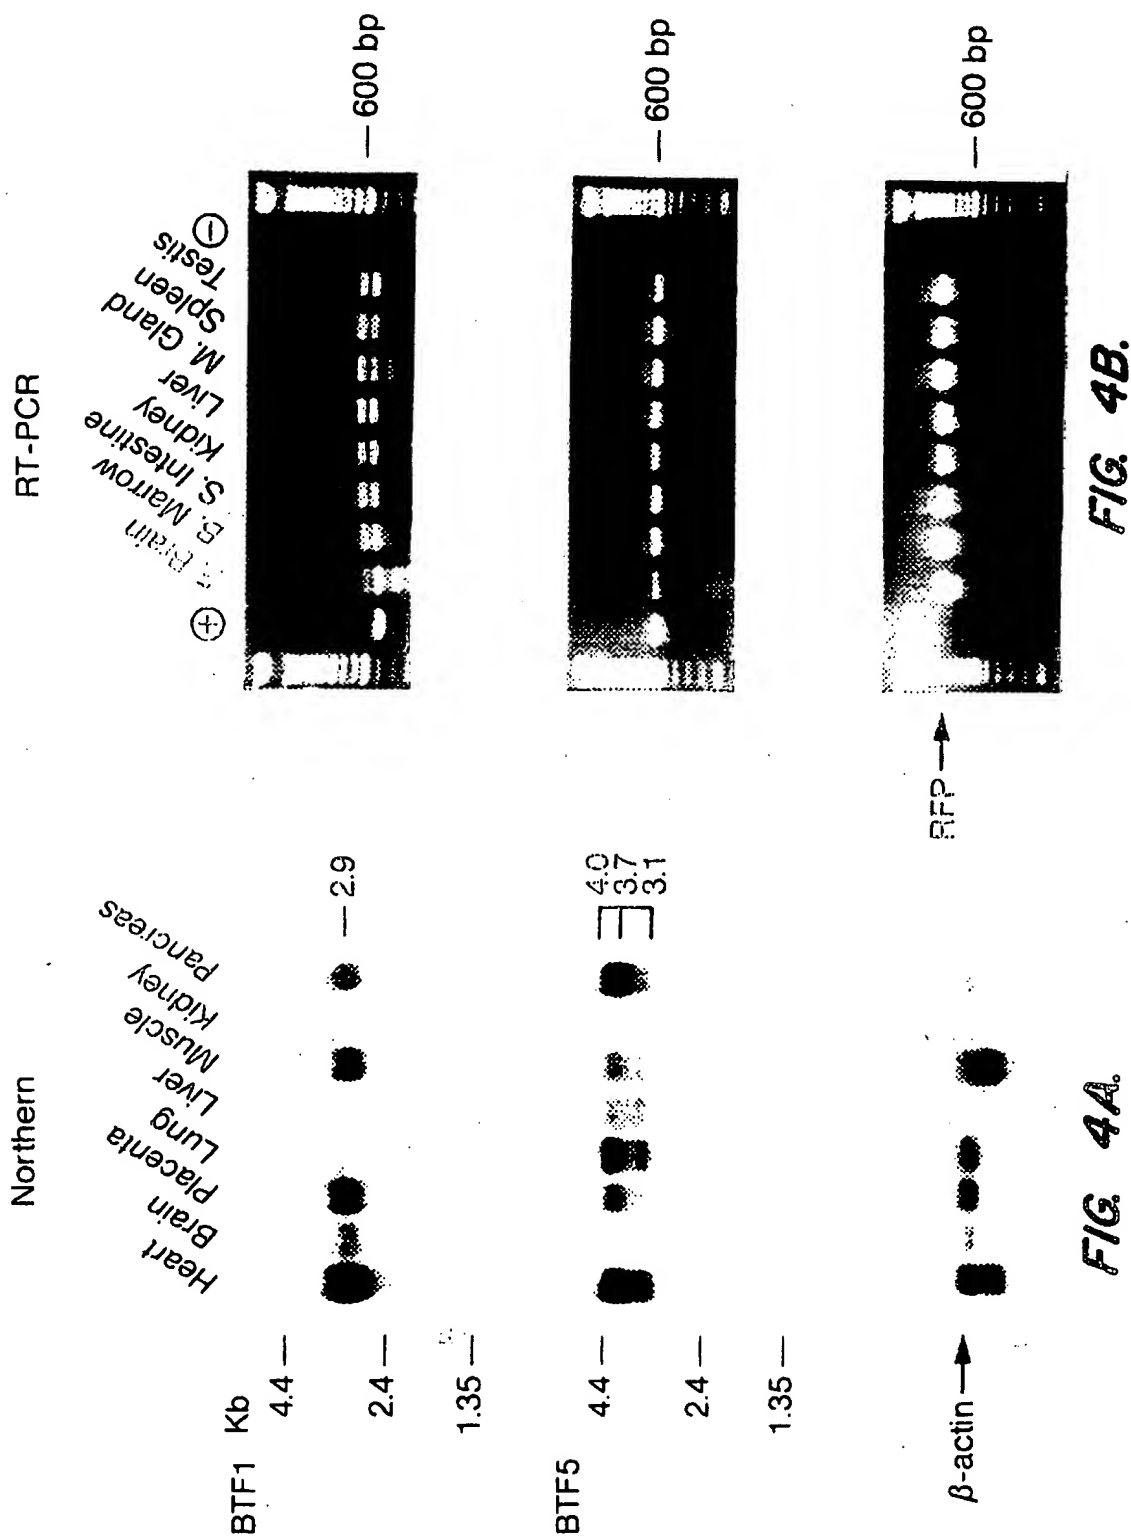 Northern
RT-PCR
Heart
Brain
Placenta
Lung
Liver
Muscle
Kidney
Pancreas
⊕
F. Brain
B. Marrow
S. Intestine
Kidney
Liver
M. Gland
Spleen
Testis
⊖
BTF1
Kb
4.4 —
2.4 —
1.35 —
— 2.9
— 600 bp
BTF5
4.4 —
2.4 —
1.35 —
4.0
3.7
3.1
— 600 bp
β-actin →
RFP →
— 600 bp
FIG. 4A.
FIG. 4B.